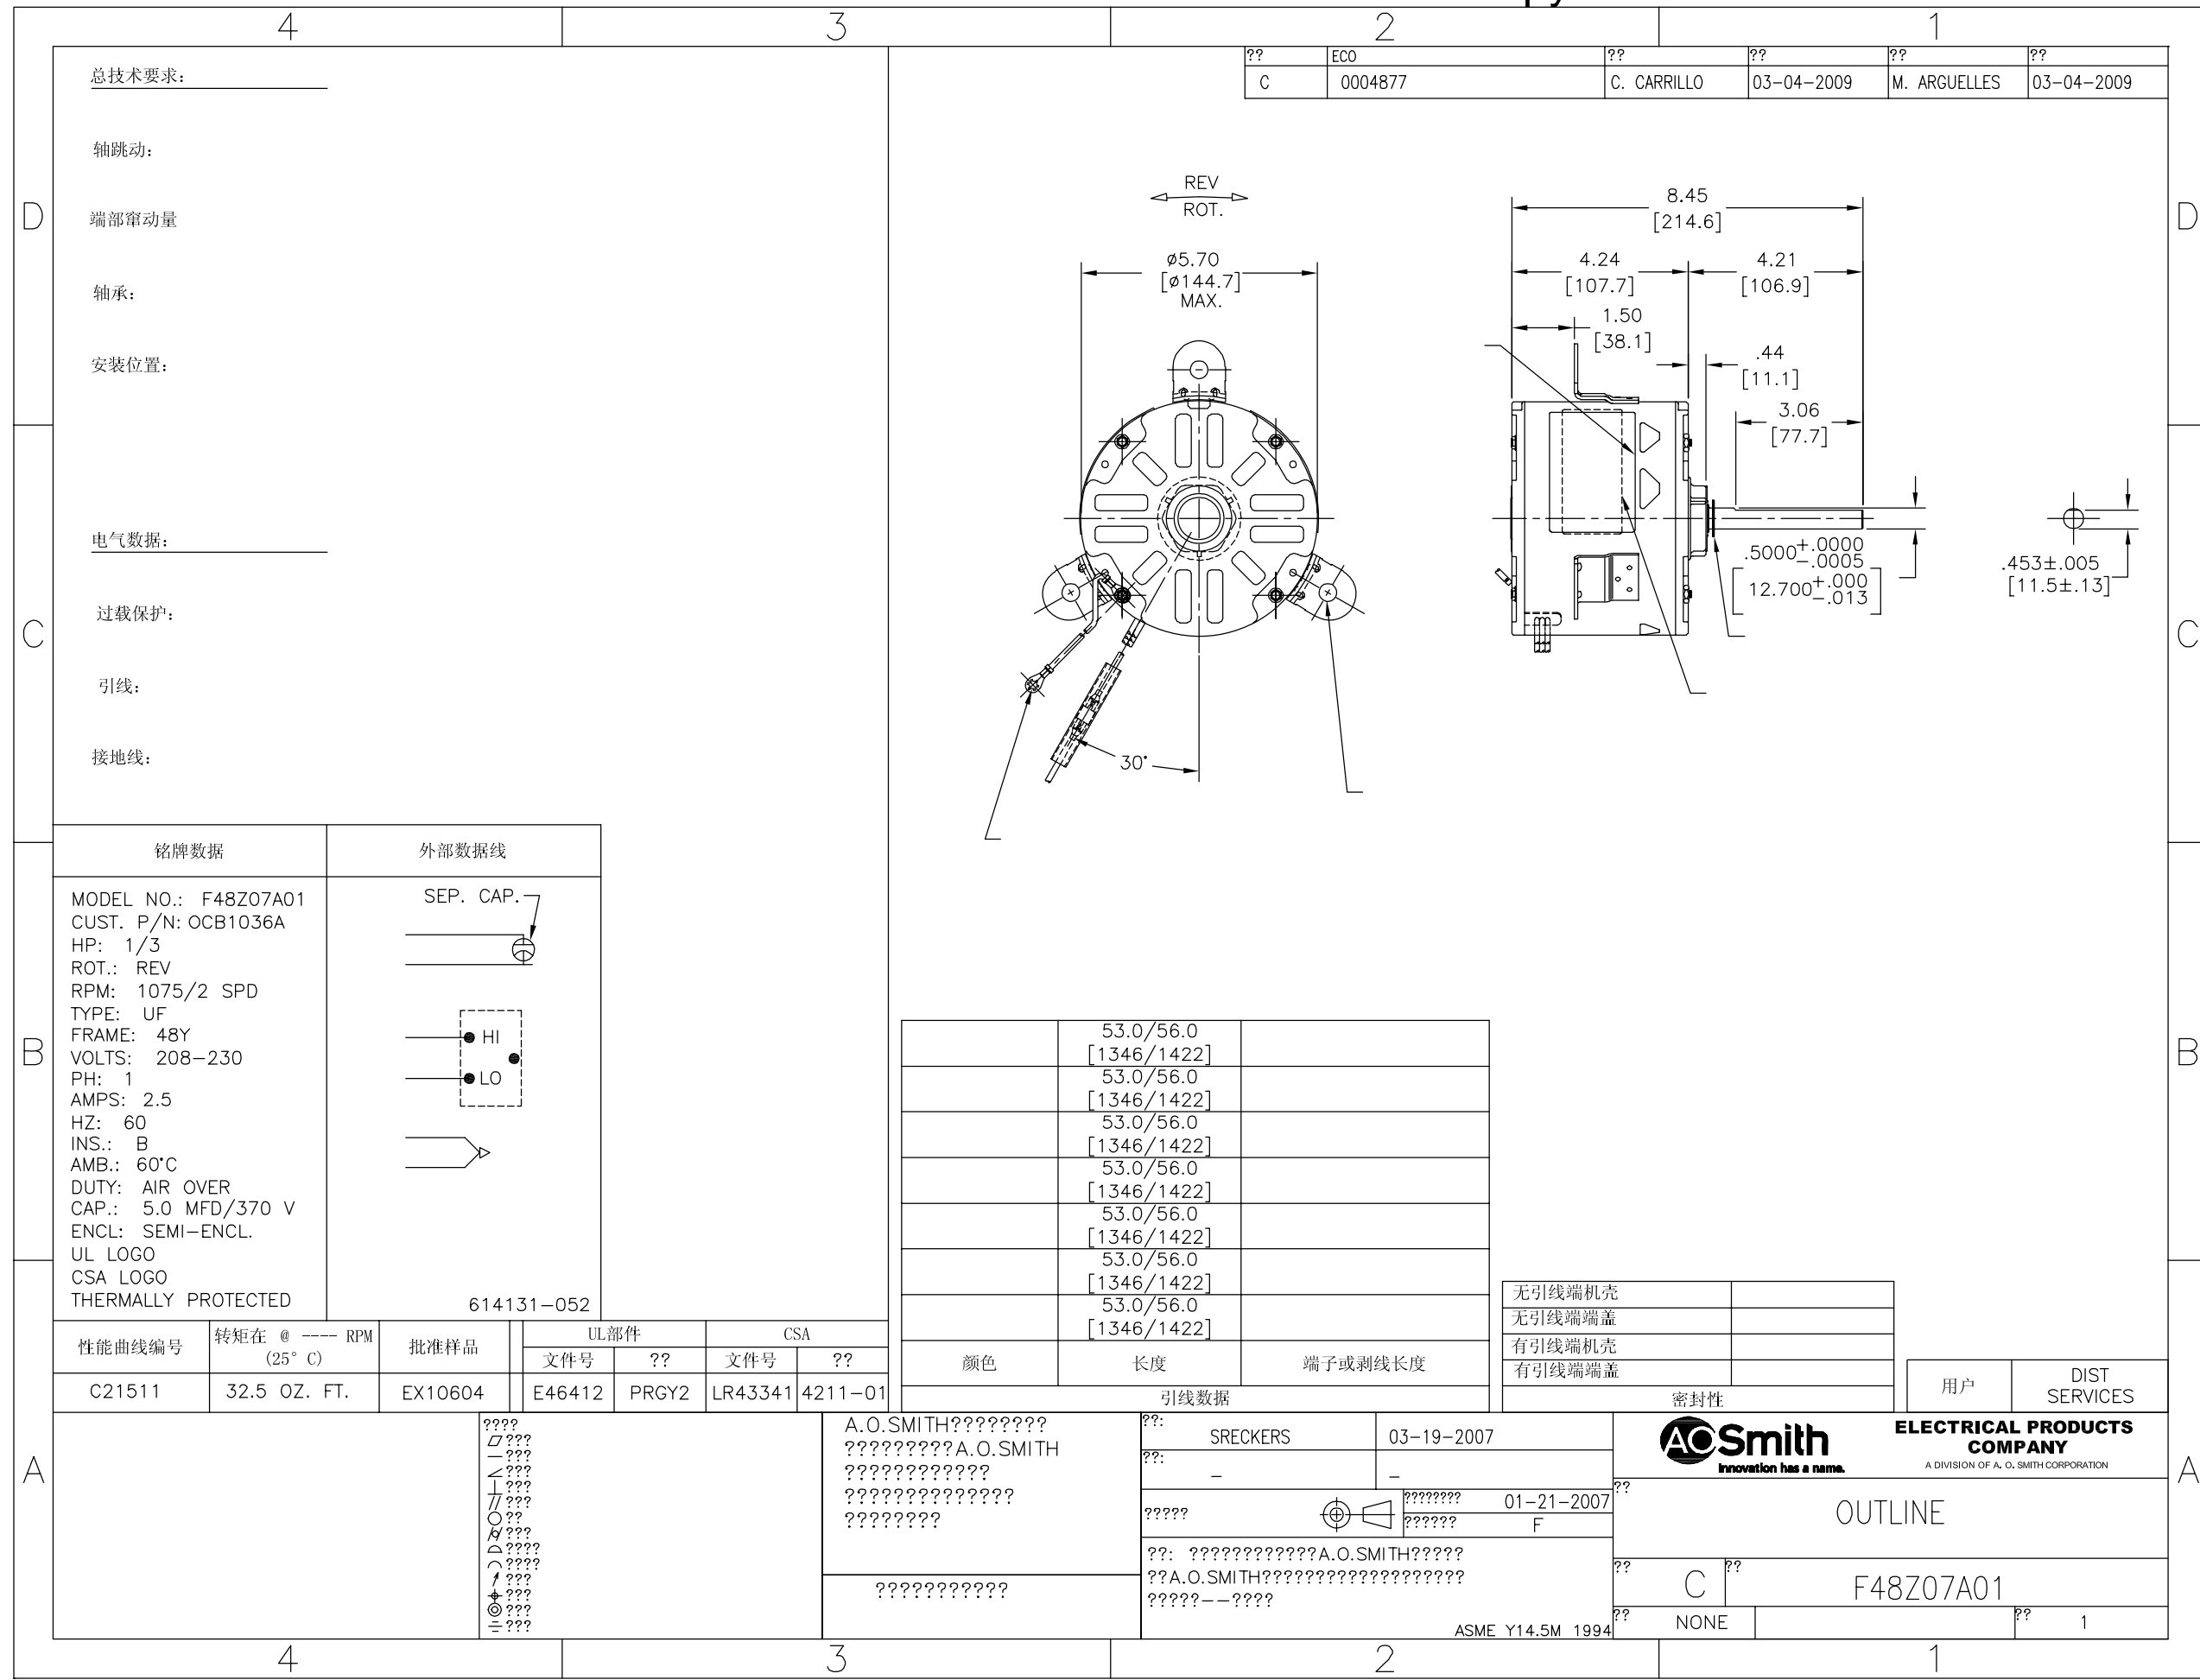 4 3 2 1
?? ECO ?? ?? ?? ??
C 0004877 C. CARRILLO 03-04-2009 M. ARGUELLES 03-04-2009
总技术要求:
轴跳动:
端部窜动量
轴承:
安装位置:
电气数据:
过载保护:
引线:
接地线:
D
D
C
C
B
B
A
A
REV
ROT.
ø5.70
[ø144.7]
MAX.
30°
8.45
[214.6]
4.24
[107.7]
4.21
[106.9]
1.50
[38.1]
.44
[11.1]
3.06
[77.7]
.5000+.0000
-.0005
12.700+.000
-.013
.453±.005
[11.5±.13]
铭牌数据
外部数据线
MODEL NO.: F48Z07A01
CUST. P/N: OCB1036A
HP: 1/3
ROT.: REV
RPM: 1075/2 SPD
TYPE: UF
FRAME: 48Y
VOLTS: 208-230
PH: 1
AMPS: 2.5
HZ: 60
INS.: B
AMB.: 60°C
DUTY: AIR OVER
CAP.: 5.0 MFD/370 V
ENCL: SEMI-ENCL.
UL LOGO
CSA LOGO
THERMALLY PROTECTED
SEP. CAP.
HI
LO
614131-052
性能曲线编号
转矩在 @ ---- RPM
(25° C)
批准样品
UL部件
CSA
文件号 ?? 文件号 ??
C21511 32.5 OZ. FT. EX10604 E46412 PRGY2 LR43341 4211-01
53.0/56.0
[1346/1422]
53.0/56.0
[1346/1422]
53.0/56.0
[1346/1422]
53.0/56.0
[1346/1422]
53.0/56.0
[1346/1422]
53.0/56.0
[1346/1422]
53.0/56.0
[1346/1422]
颜色 长度 端子或剥线长度
引线数据
无引线端机壳
无引线端端盖
有引线端机壳
有引线端端盖
密封性
用户
DIST
SERVICES
????
???
???
???
???
???
??
???
????
????
???
???
???
???
A.O.SMITH????????
?????????A.O.SMITH
????????????
??????????????
????????
???????????
??:
SRECKERS 03-19-2007
??:
- -
?????
???????? 01-21-2007
?????? F
??: ????????????A.O.SMITH?????
??A.O.SMITH???????????????????
?????--????
ASME Y14.5M 1994
AOSmith
Innovation has a name.
ELECTRICAL PRODUCTS
COMPANY
A DIVISION OF A. O. SMITH CORPORATION
??
OUTLINE
?? C ?? F48Z07A01
?? NONE ?? 1
4 3 2 1